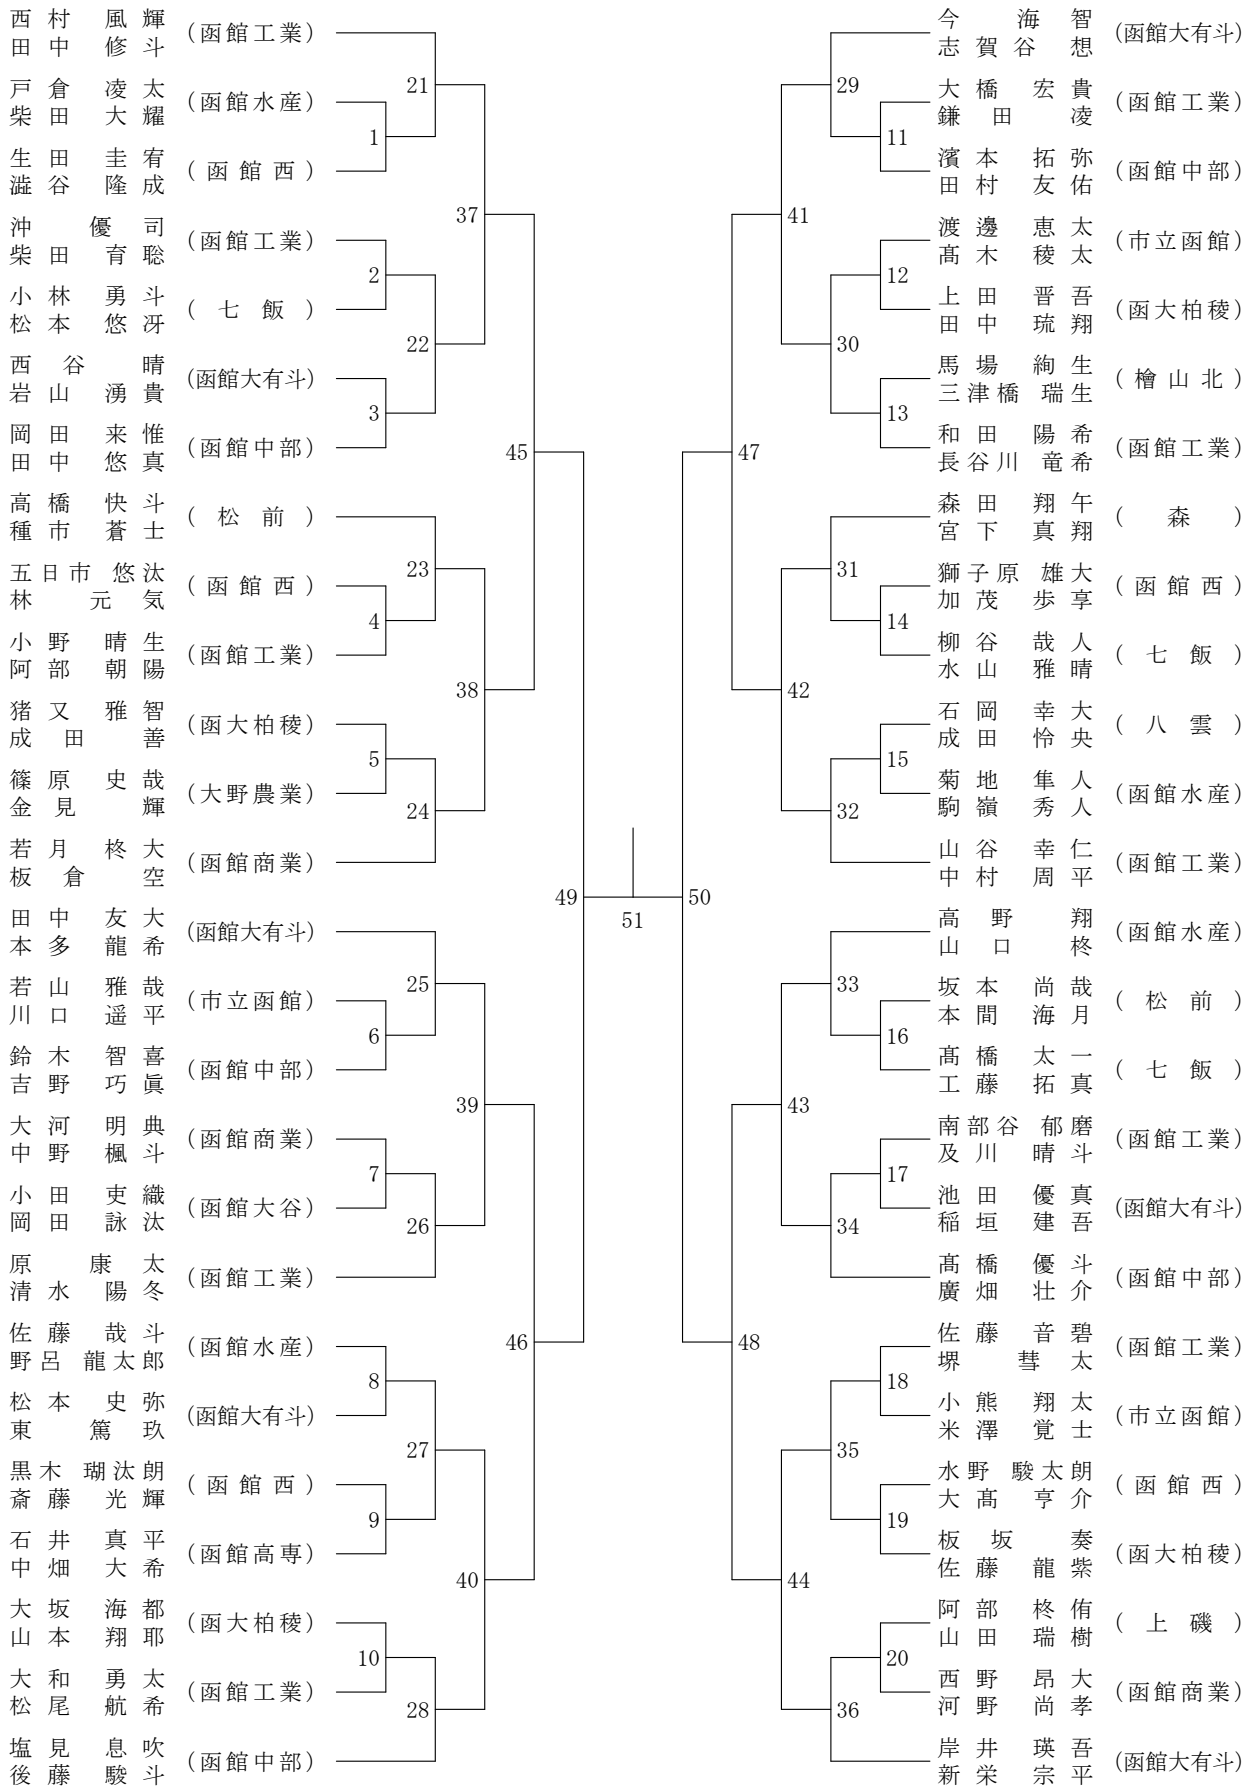 西村 風輝
田中 修斗
(函館工業)
戸倉 凌太
柴田 大耀
(函館水産)
生田 圭宥
澁谷 隆成
(函館西)
沖 優司
柴田 育聡
(函館工業)
小林 勇斗
松本 悠冴
(七飯)
西谷 晴
岩山 湧貴
(函館大有斗)
岡田 来惟
田中 悠真
(函館中部)
高橋 快斗
種市 蒼士
(松前)
五日市 悠汰
林 元気
(函館西)
小野 晴生
阿部 朝陽
(函館工業)
猪又 雅智
成田 善
(函大柏稜)
篠原 史哉
金見 輝
(大野農業)
若月 柊大
板倉 空
(函館商業)
田中 友大
本多 龍希
(函館大有斗)
若山 雅哉
川口 遥平
(市立函館)
鈴木 智喜
吉野 巧眞
(函館中部)
大河 明典
中野 楓斗
(函館商業)
小田 吏織
岡田 詠汰
(函館大谷)
原 康太
清水 陽冬
(函館工業)
佐藤 哉斗
野呂 龍太郎
(函館水産)
松本 史弥
東 篤玖
(函館大有斗)
黒木 瑚汰朗
斎藤 光輝
(函館西)
石井 真平
中畑 大希
(函館高専)
大坂 海都
山本 翔耶
(函大柏稜)
大和 勇太
松尾 航希
(函館工業)
塩見 息吹
後藤 駿斗
(函館中部)
1
2
3
4
5
6
7
8
9
10
21
22
23
24
25
26
27
28
37
38
39
40
45
46
49
51
50
47
48
41
42
43
44
29
30
31
32
33
34
35
36
11
12
13
14
15
16
17
18
19
20
今 海智
志賀谷 想
(函館大有斗)
大橋 宏貴
鎌田 凌
(函館工業)
濱本 拓弥
田村 友佑
(函館中部)
渡邊 恵太
髙木 稜太
(市立函館)
上田 晋吾
田中 琉翔
(函大柏稜)
馬場 絢生
三津橋 瑞生
(檜山北)
和田 陽希
長谷川 竜希
(函館工業)
森田 翔午
宮下 真翔
(森)
獅子原 雄大
加茂 歩享
(函館西)
柳谷 哉人
水山 雅晴
(七飯)
石岡 幸大
成田 怜央
(八雲)
菊地 隼人
駒嶺 秀人
(函館水産)
山谷 幸仁
中村 周平
(函館工業)
高野 翔
山口 柊
(函館水産)
坂本 尚哉
本間 海月
(松前)
髙橋 太一
工藤 拓真
(七飯)
南部谷 郁磨
及川 晴斗
(函館工業)
池田 優真
稲垣 建吾
(函館大有斗)
髙橋 優斗
廣畑 壮介
(函館中部)
佐藤 音碧
堺 彗太
(函館工業)
小熊 翔太
米澤 覚士
(市立函館)
水野 駿太朗
大髙 亨介
(函館西)
板坂 奏
佐藤 龍紫
(函大柏稜)
阿部 柊侑
山田 瑞樹
(上磯)
西野 昂大
河野 尚孝
(函館商業)
岸井 瑛吾
新栄 宗平
(函館大有斗)